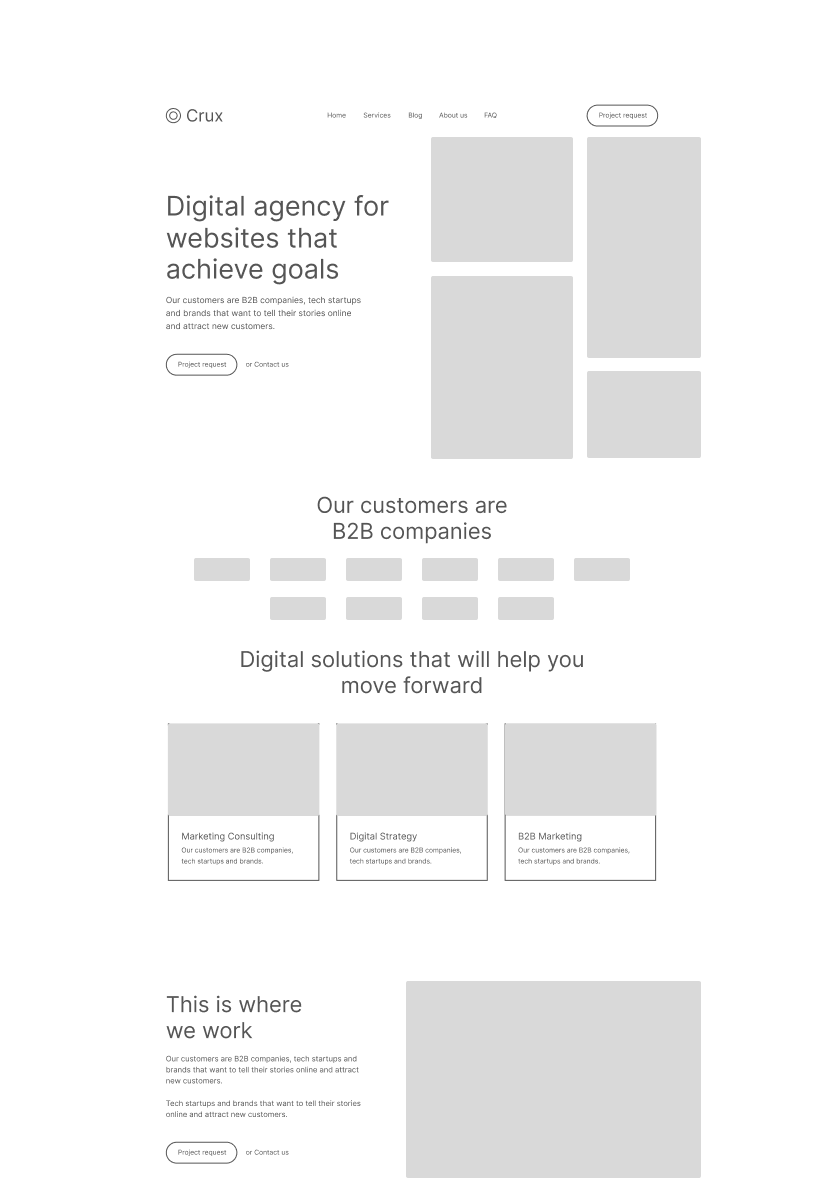 Crux
Home
Services
Blog
About us
FAQ
Project request
Digital agency for
websites that
achieve goals
Our customers are B2B companies, tech startups
and brands that want to tell their stories online
and attract new customers.
Project request
or Contact us
Our customers are
B2B companies
Digital solutions that will help you
move forward
Marketing Consulting
Our customers are B2B companies,
tech startups and brands.
Digital Strategy
Our customers are B2B companies,
tech startups and brands.
B2B Marketing
Our customers are B2B companies,
tech startups and brands.
This is where
we work
Our customers are B2B companies, tech startups and
brands that want to tell their stories online and attract
new customers.
Tech startups and brands that want to tell their stories
online and attract new customers.
Project request
or Contact us